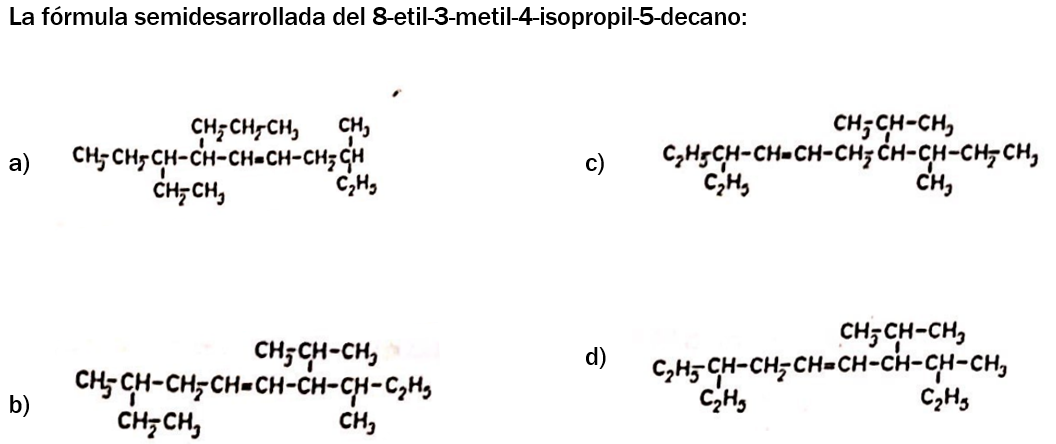 La fórmula semidesarrollada del 8-etil-3-metil-4-isopropil-5-decano:
a)
CH₂-CH₂-CH₃ CH₃
CH₃-CH₂-CH-CH-CH=CH-CH₂-CH
CH₂-CH₃ C₂H₅
c)
CH₃-CH-CH₃
C₂H₅-CH-CH=CH-CH₂-CH-CH-CH₂-CH₃
C₂H₅ CH₃
b)
CH₃-CH-CH₃
CH₃-CH-CH₂-CH=CH-CH-CH-C₂H₅
CH₂-CH₃ CH₃
d)
CH₃-CH-CH₃
C₂H₅-CH-CH₂-CH=CH-CH-CH-CH₃
C₂H₅ C₂H₅